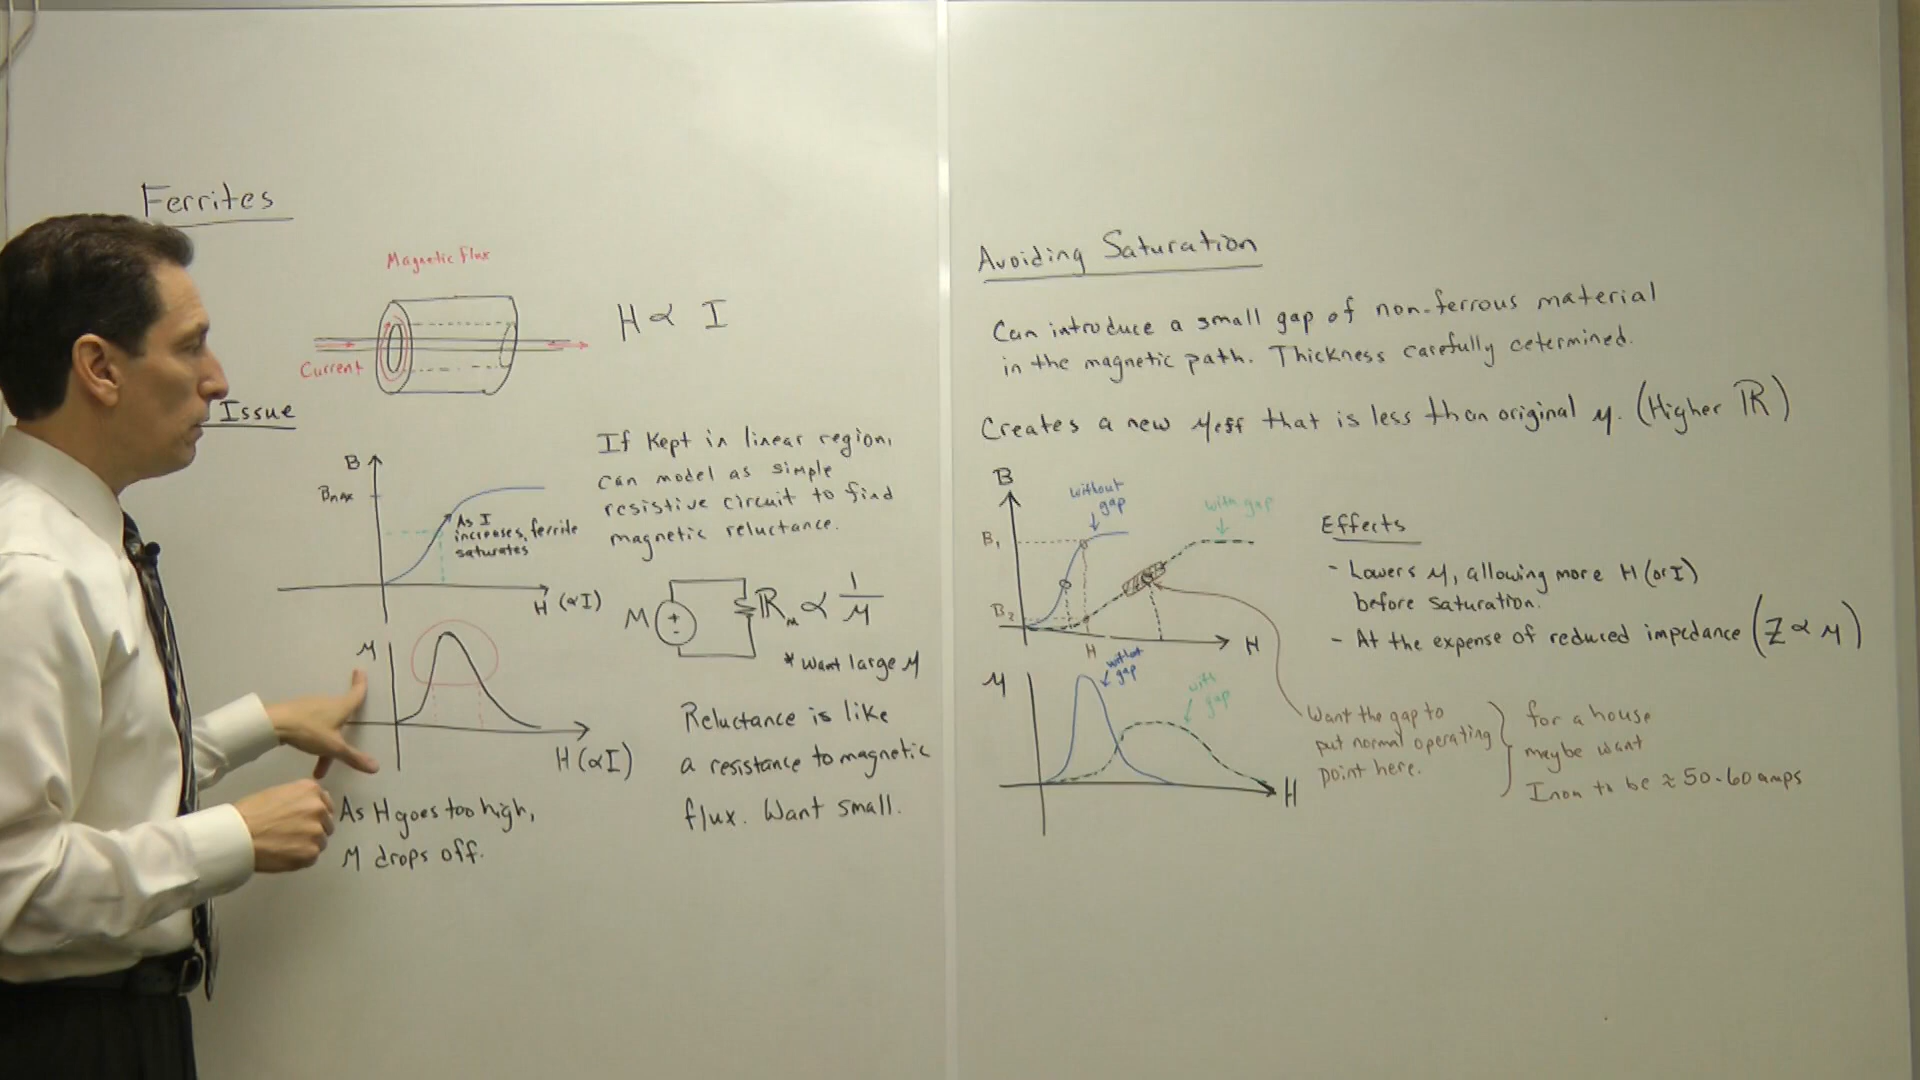 Ferrites
Magnetic Flux
Current
H ∝ I
Issue
B
BMAX
As I
increases, ferrite
saturates
H (∝I)
If Kept in linear region,
can model as simple
resistive circuit to find
magnetic reluctance.
M
+
-
ℝm ∝ 1/μ
* Want large μ
μ
H (∝I)
As H goes too high,
μ drops off.
Reluctance is like
a resistance to magnetic
flux. Want small.
Avoiding Saturation
Can introduce a small gap of non-ferrous material
in the magnetic path. Thickness carefully cetermined.
Creates a new μeff that is less than original μ. (Higher ℝ)
B
without
gap
with gap
B1
B2
H
H
μ
without
gap
with
gap
H
Effects
- Lowers μ, allowing more H (or I)
before saturation.
- At the expense of reduced impedance (Z ∝ μ)
Want the gap to
put normal operating
point here.
for a house
maybe want
Inom to be ≈ 50-60 amps